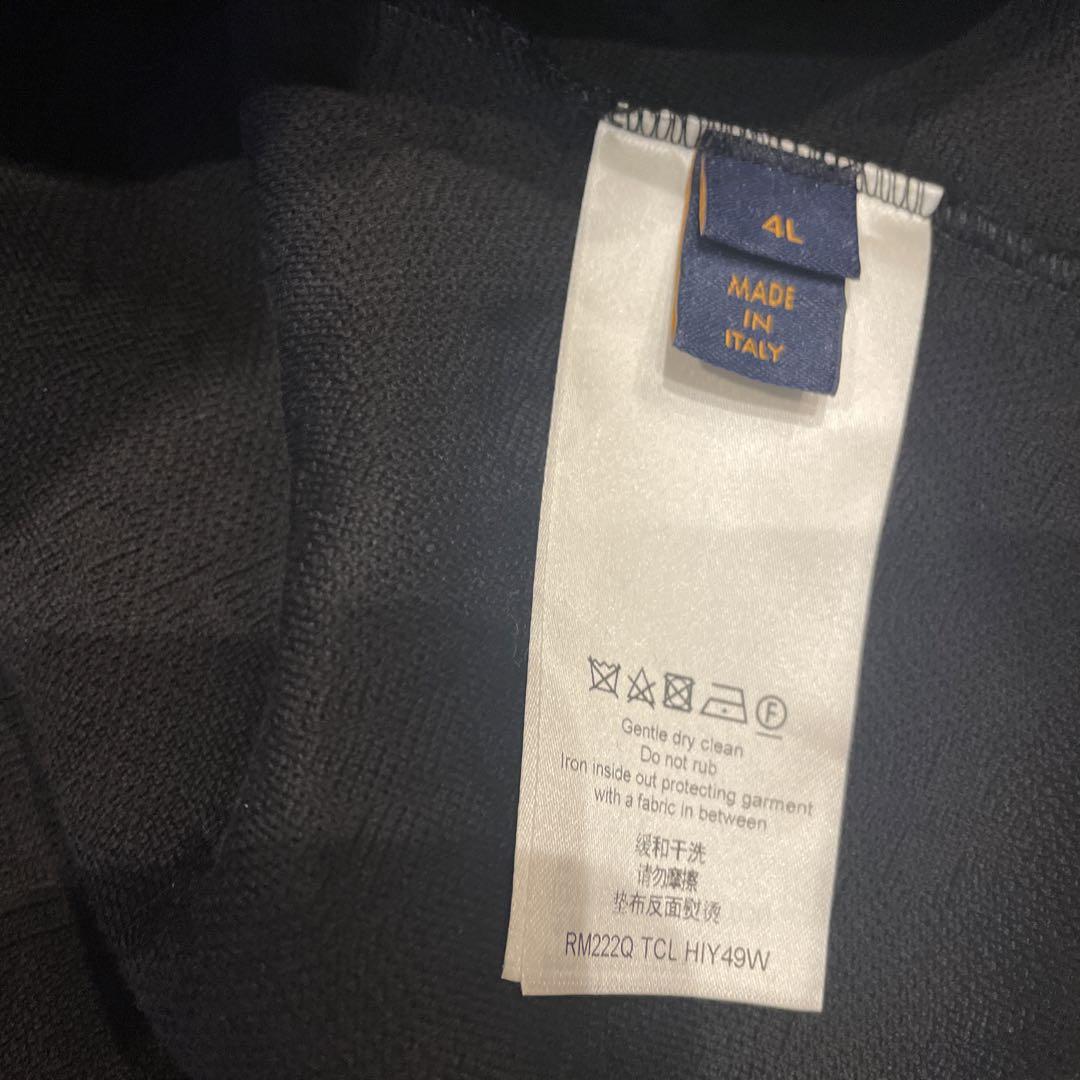 4L
MADE
IN
ITALY
F
Gentle dry clean
Do not rub
Iron inside out protecting garment
with a fabric in between
缓和干洗
请勿摩擦
垫布反面熨烫
RM222Q TCL HIY49W